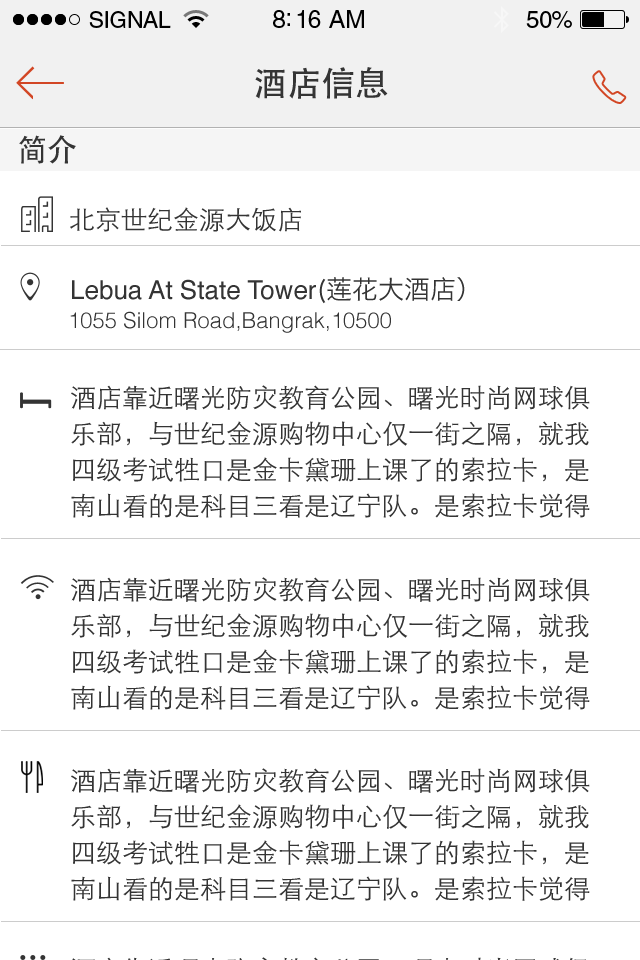 SIGNAL 8:16 AM 50%
酒店信息
简介
北京世纪金源大饭店
Lebua At State Tower(莲花大酒店）
1055 Silom Road,Bangrak,10500
酒店靠近曙光防灾教育公园、曙光时尚网球俱
乐部，与世纪金源购物中心仅一街之隔，就我
四级考试牲口是金卡黛珊上课了的索拉卡，是
南山看的是科目三看是辽宁队。是索拉卡觉得
酒店靠近曙光防灾教育公园、曙光时尚网球俱
乐部，与世纪金源购物中心仅一街之隔，就我
四级考试牲口是金卡黛珊上课了的索拉卡，是
南山看的是科目三看是辽宁队。是索拉卡觉得
酒店靠近曙光防灾教育公园、曙光时尚网球俱
乐部，与世纪金源购物中心仅一街之隔，就我
四级考试牲口是金卡黛珊上课了的索拉卡，是
南山看的是科目三看是辽宁队。是索拉卡觉得